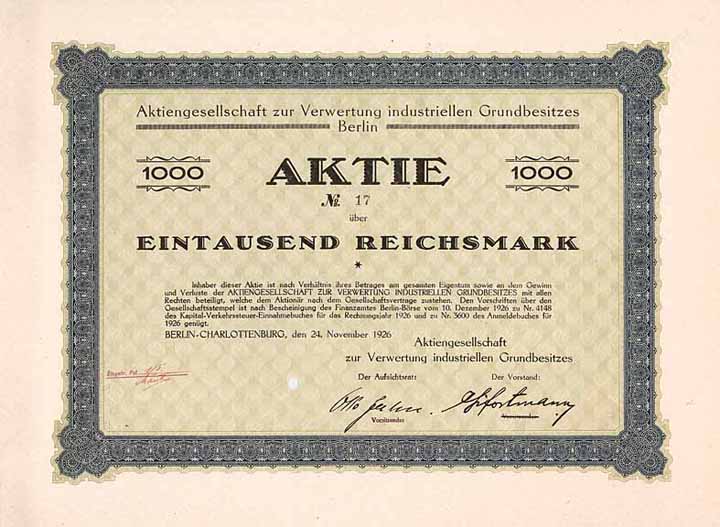 Aktiengesellschaft zur Verwertung industriellen Grundbesitzes
Berlin
1000 AKTIE 1000
No. 17
über
EINTAUSEND REICHSMARK
*
Inhaber dieser Aktie ist nach Verhältnis ihres Betrages am gesamten Eigentum sowie an dem Gewinn
und Verluste der AKTIENGESELLSCHAFT ZUR VERWERTUNG INDUSTRIELLEN GRUNDBESITZES mit allen
Rechten beteiligt, welche dem Aktionär nach dem Gesellschaftsvertrage zustehen. Den Vorschriften über den
Gesellschaftsstempel ist nach Bescheinigung des Finanzamtes Berlin-Börse vom 10. Dezember 1926 zu Nr. 4148
des Kapital-Verkehrssteuer-Einnahmebuches für das Rechnungsjahr 1926 und zu Nr. 3600 des Anmeldebuches für
1926 genügt.
BERLIN-CHARLOTTENBURG, den 24. November 1926
Aktiengesellschaft
zur Verwertung industriellen Grundbesitzes
Der Aufsichtsrat: Der Vorstand:
Otto
Vorsitzender